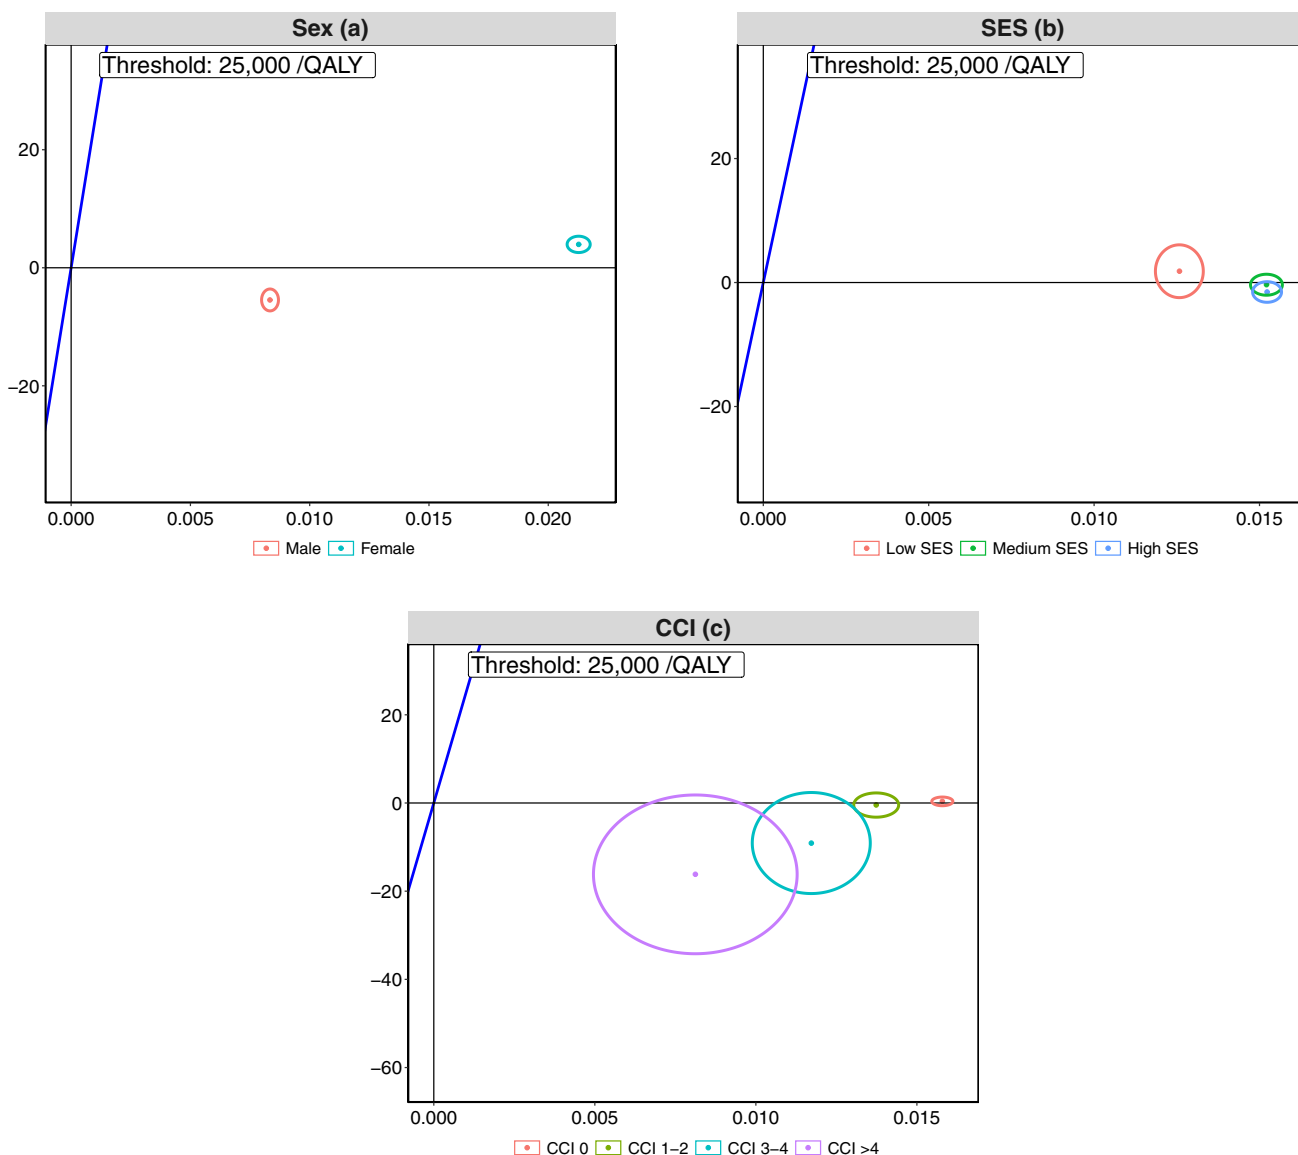 Sex (a)
Threshold: 25,000 /QALY
20
0
−20
0.000 0.005 0.010 0.015 0.020
Male Female
SES (b)
Threshold: 25,000 /QALY
20
0
−20
0.000 0.005 0.010 0.015
Low SES Medium SES High SES
CCI (c)
Threshold: 25,000 /QALY
20
0
−20
−40
−60
0.000 0.005 0.010 0.015
CCI 0 CCI 1−2 CCI 3−4 CCI >4